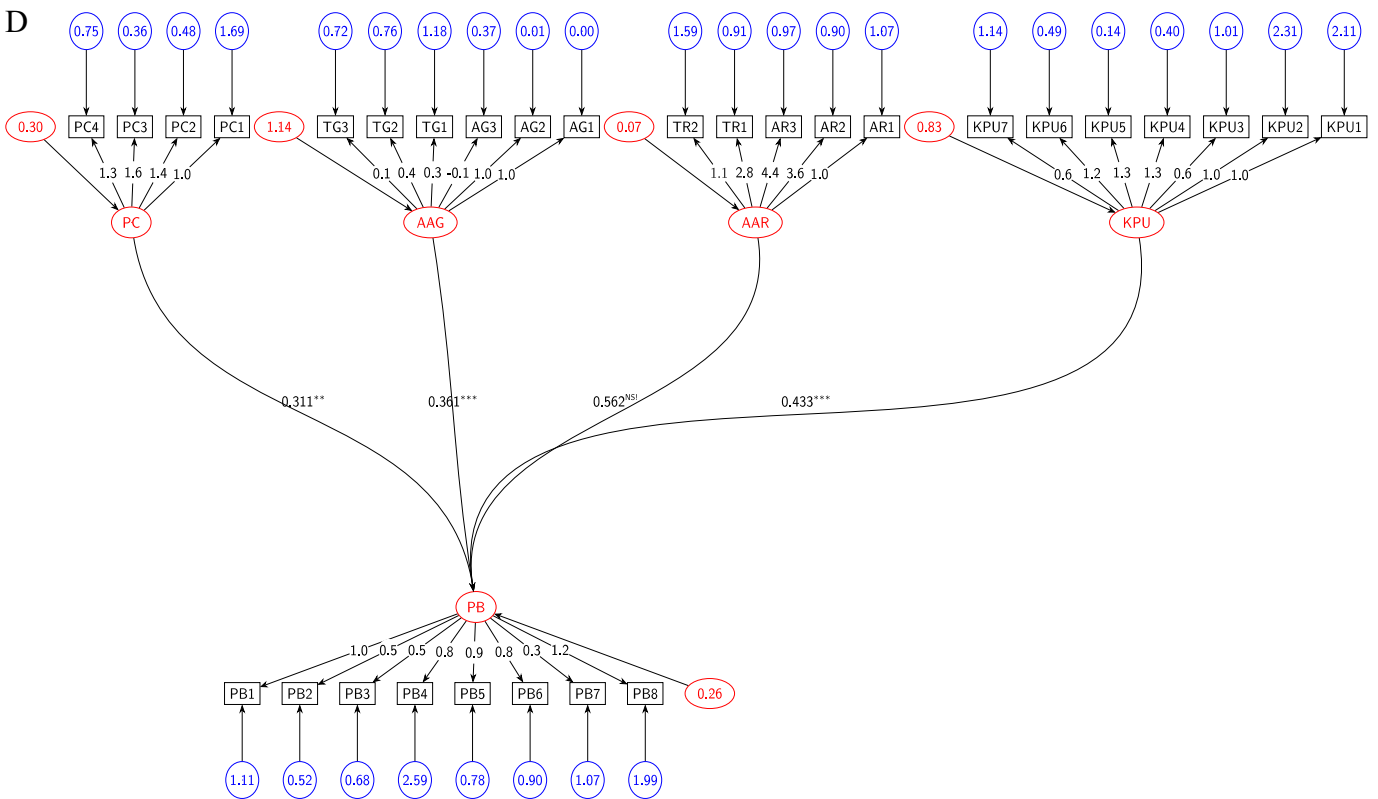 D
0.75 0.36 0.48 1.69 0.72 0.76 1.18 0.37 0.01 0.00 1.59 0.91 0.97 0.90 1.07 1.14 0.49 0.14 0.40 1.01 2.31 2.11
0.30 PC4 PC3 PC2 PC1 1.14 TG3 TG2 TG1 AG3 AG2 AG1 0.07 TR2 TR1 AR3 AR2 AR1 0.83 KPU7 KPU6 KPU5 KPU4 KPU3 KPU2 KPU1
1.3 1.6 1.4 1.0 0.1 0.4 0.3 -0.1 1.0 1.0 1.1 2.8 4.4 3.6 1.0 0.6 1.2 1.3 1.3 0.6 1.0 1.0
PC AAG AAR KPU
0.311** 0.361*** 0.562NS! 0.433***
PB
1.0 0.5 0.5 0.8 0.9 0.8 0.3 1.2
PB1 PB2 PB3 PB4 PB5 PB6 PB7 PB8 0.26
1.11 0.52 0.68 2.59 0.78 0.90 1.07 1.99